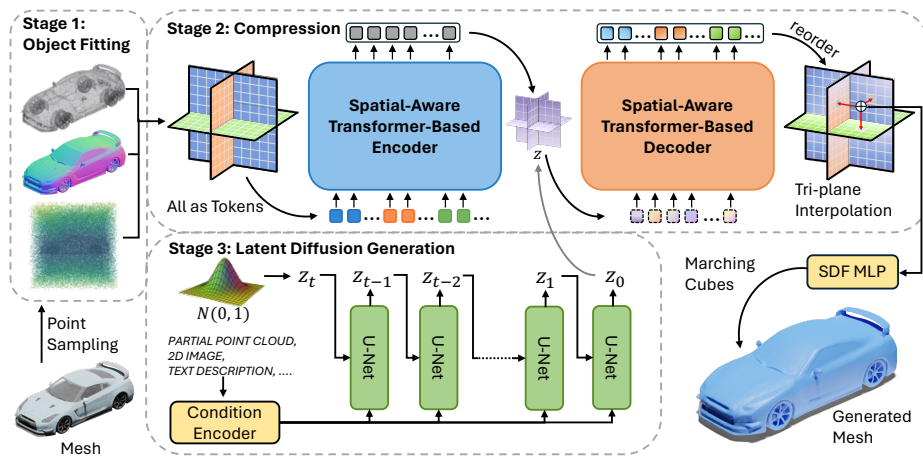 Stage 1:
Object Fitting
Stage 2: Compression
reorder
Spatial-Aware
Transformer-Based
Encoder
Spatial-Aware
Transformer-Based
Decoder
z
All as Tokens
Tri-plane
Interpolation
Stage 3: Latent Diffusion Generation
N(0, 1)
z_t
z_{t-1}
z_{t-2}
z_1
z_0
U-Net
U-Net
U-Net
U-Net
PARTIAL POINT CLOUD,
2D IMAGE,
TEXT DESCRIPTION, ....
Condition
Encoder
Point
Sampling
Mesh
Marching
Cubes
SDF MLP
Generated
Mesh